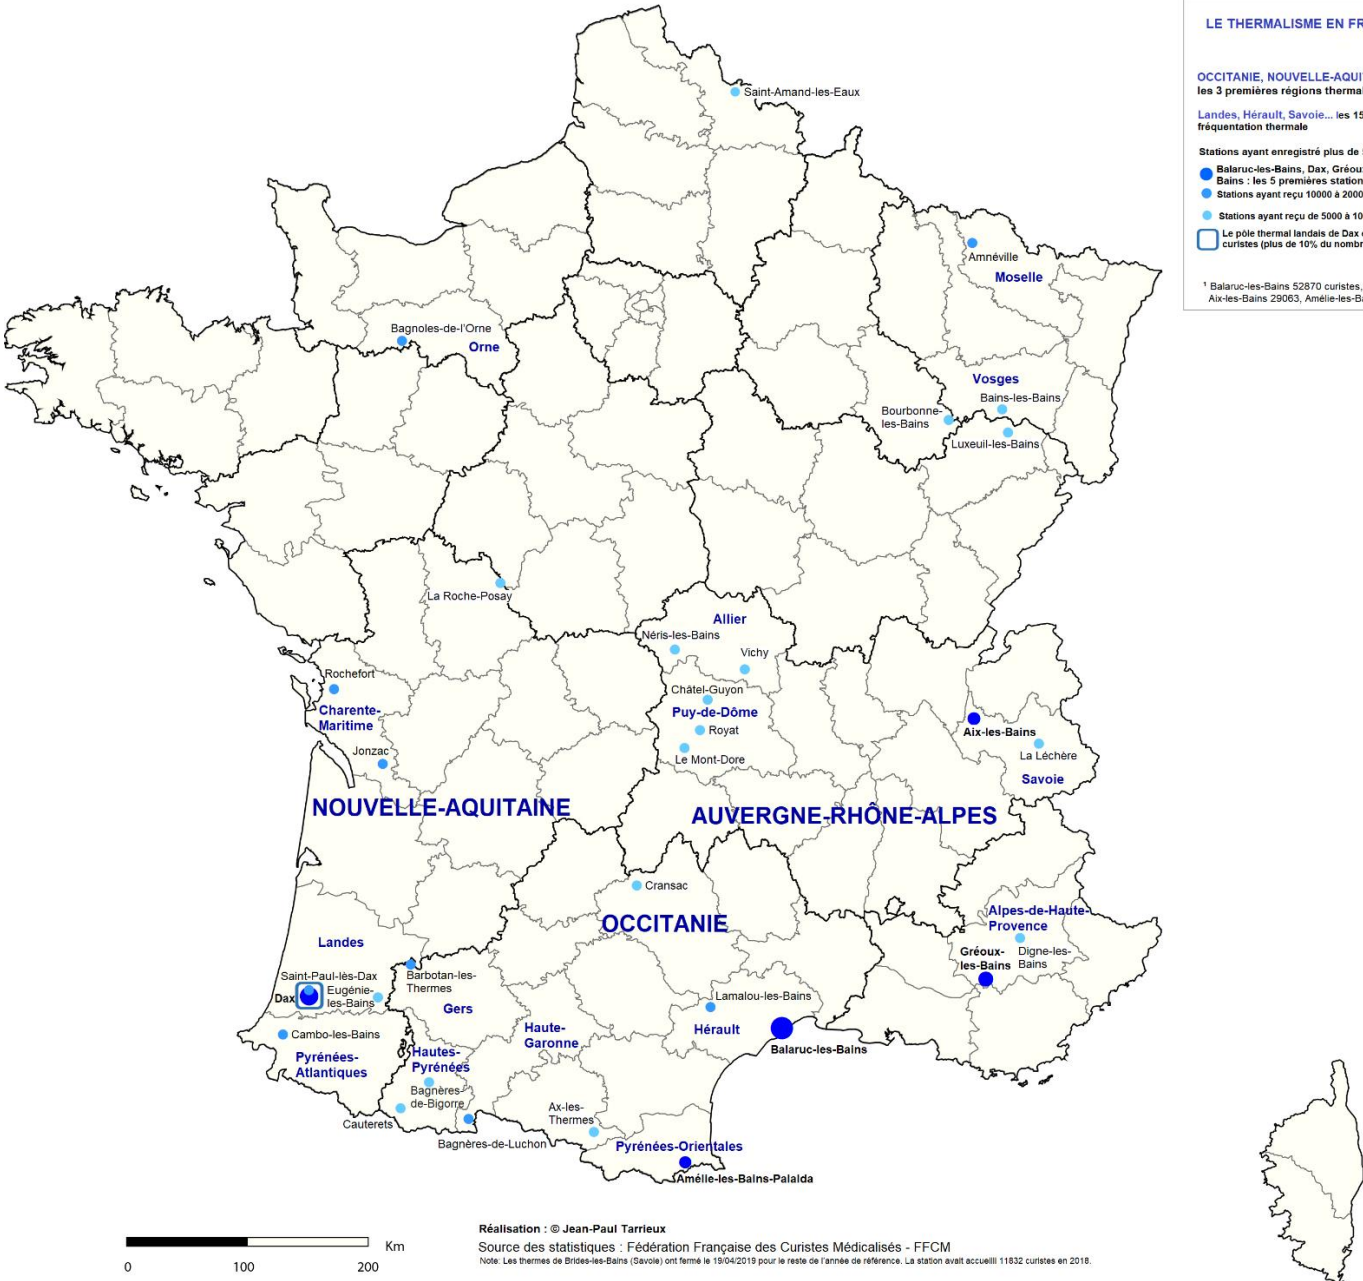 LE THERMALISME EN FR
OCCITANIE, NOUVELLE-AQUI
les 3 premières régions therma
Landes, Hérault, Savoie... les 15
fréquentation thermale
Stations ayant enregistré plus de
Balaruc-les-Bains, Dax, Gréou
Bains : les 5 premières station
Stations ayant reçu 10000 à 2000
Stations ayant reçu de 5000 à 10
Le pôle thermal landais de Dax
curistes (plus de 10% du nombr
¹ Balaruc-les-Bains 52870 curistes,
Aix-les-Bains 29063, Amélie-les-B
Saint-Amand-les-Eaux
Amnéville
Moselle
Bagnoles-de-l'Orne
Orne
Vosges
Bains-les-Bains
Bourbonne-
les-Bains
Luxeuil-les-Bains
La Roche-Posay
Allier
Néris-les-Bains
Vichy
Châtel-Guyon
Puy-de-Dôme
Royat
Le Mont-Dore
Rochefort
Charente-
Maritime
Jonzac
Aix-les-Bains
La Léchère
Savoie
NOUVELLE-AQUITAINE
AUVERGNE-RHÔNE-ALPES
Cransac
OCCITANIE
Alpes-de-Haute-
Provence
Gréoux-
les-Bains
Digne-les-
Bains
Landes
Saint-Paul-lès-Dax
Dax
Eugénie-
les-Bains
Barbotan-les-
Thermes
Gers
Lamalou-les-Bains
Hérault
Balaruc-les-Bains
Cambo-les-Bains
Pyrénées-
Atlantiques
Hautes-
Pyrénées
Haute-
Garonne
Bagnères-
de-Bigorre
Cauterets
Bagnères-de-Luchon
Ax-les-
Thermes
Pyrénées-Orientales
Amélie-les-Bains-Palalda
Km
0 100 200
Réalisation : © Jean-Paul Tarrieux
Source des statistiques : Fédération Française des Curistes Médicalisés - FFCM
Note: Les thermes de Brides-les-Bains (Savoie) ont fermé le 19/04/2019 pour le reste de l'année de référence. La station avait accueilli 11832 curistes en 2018.